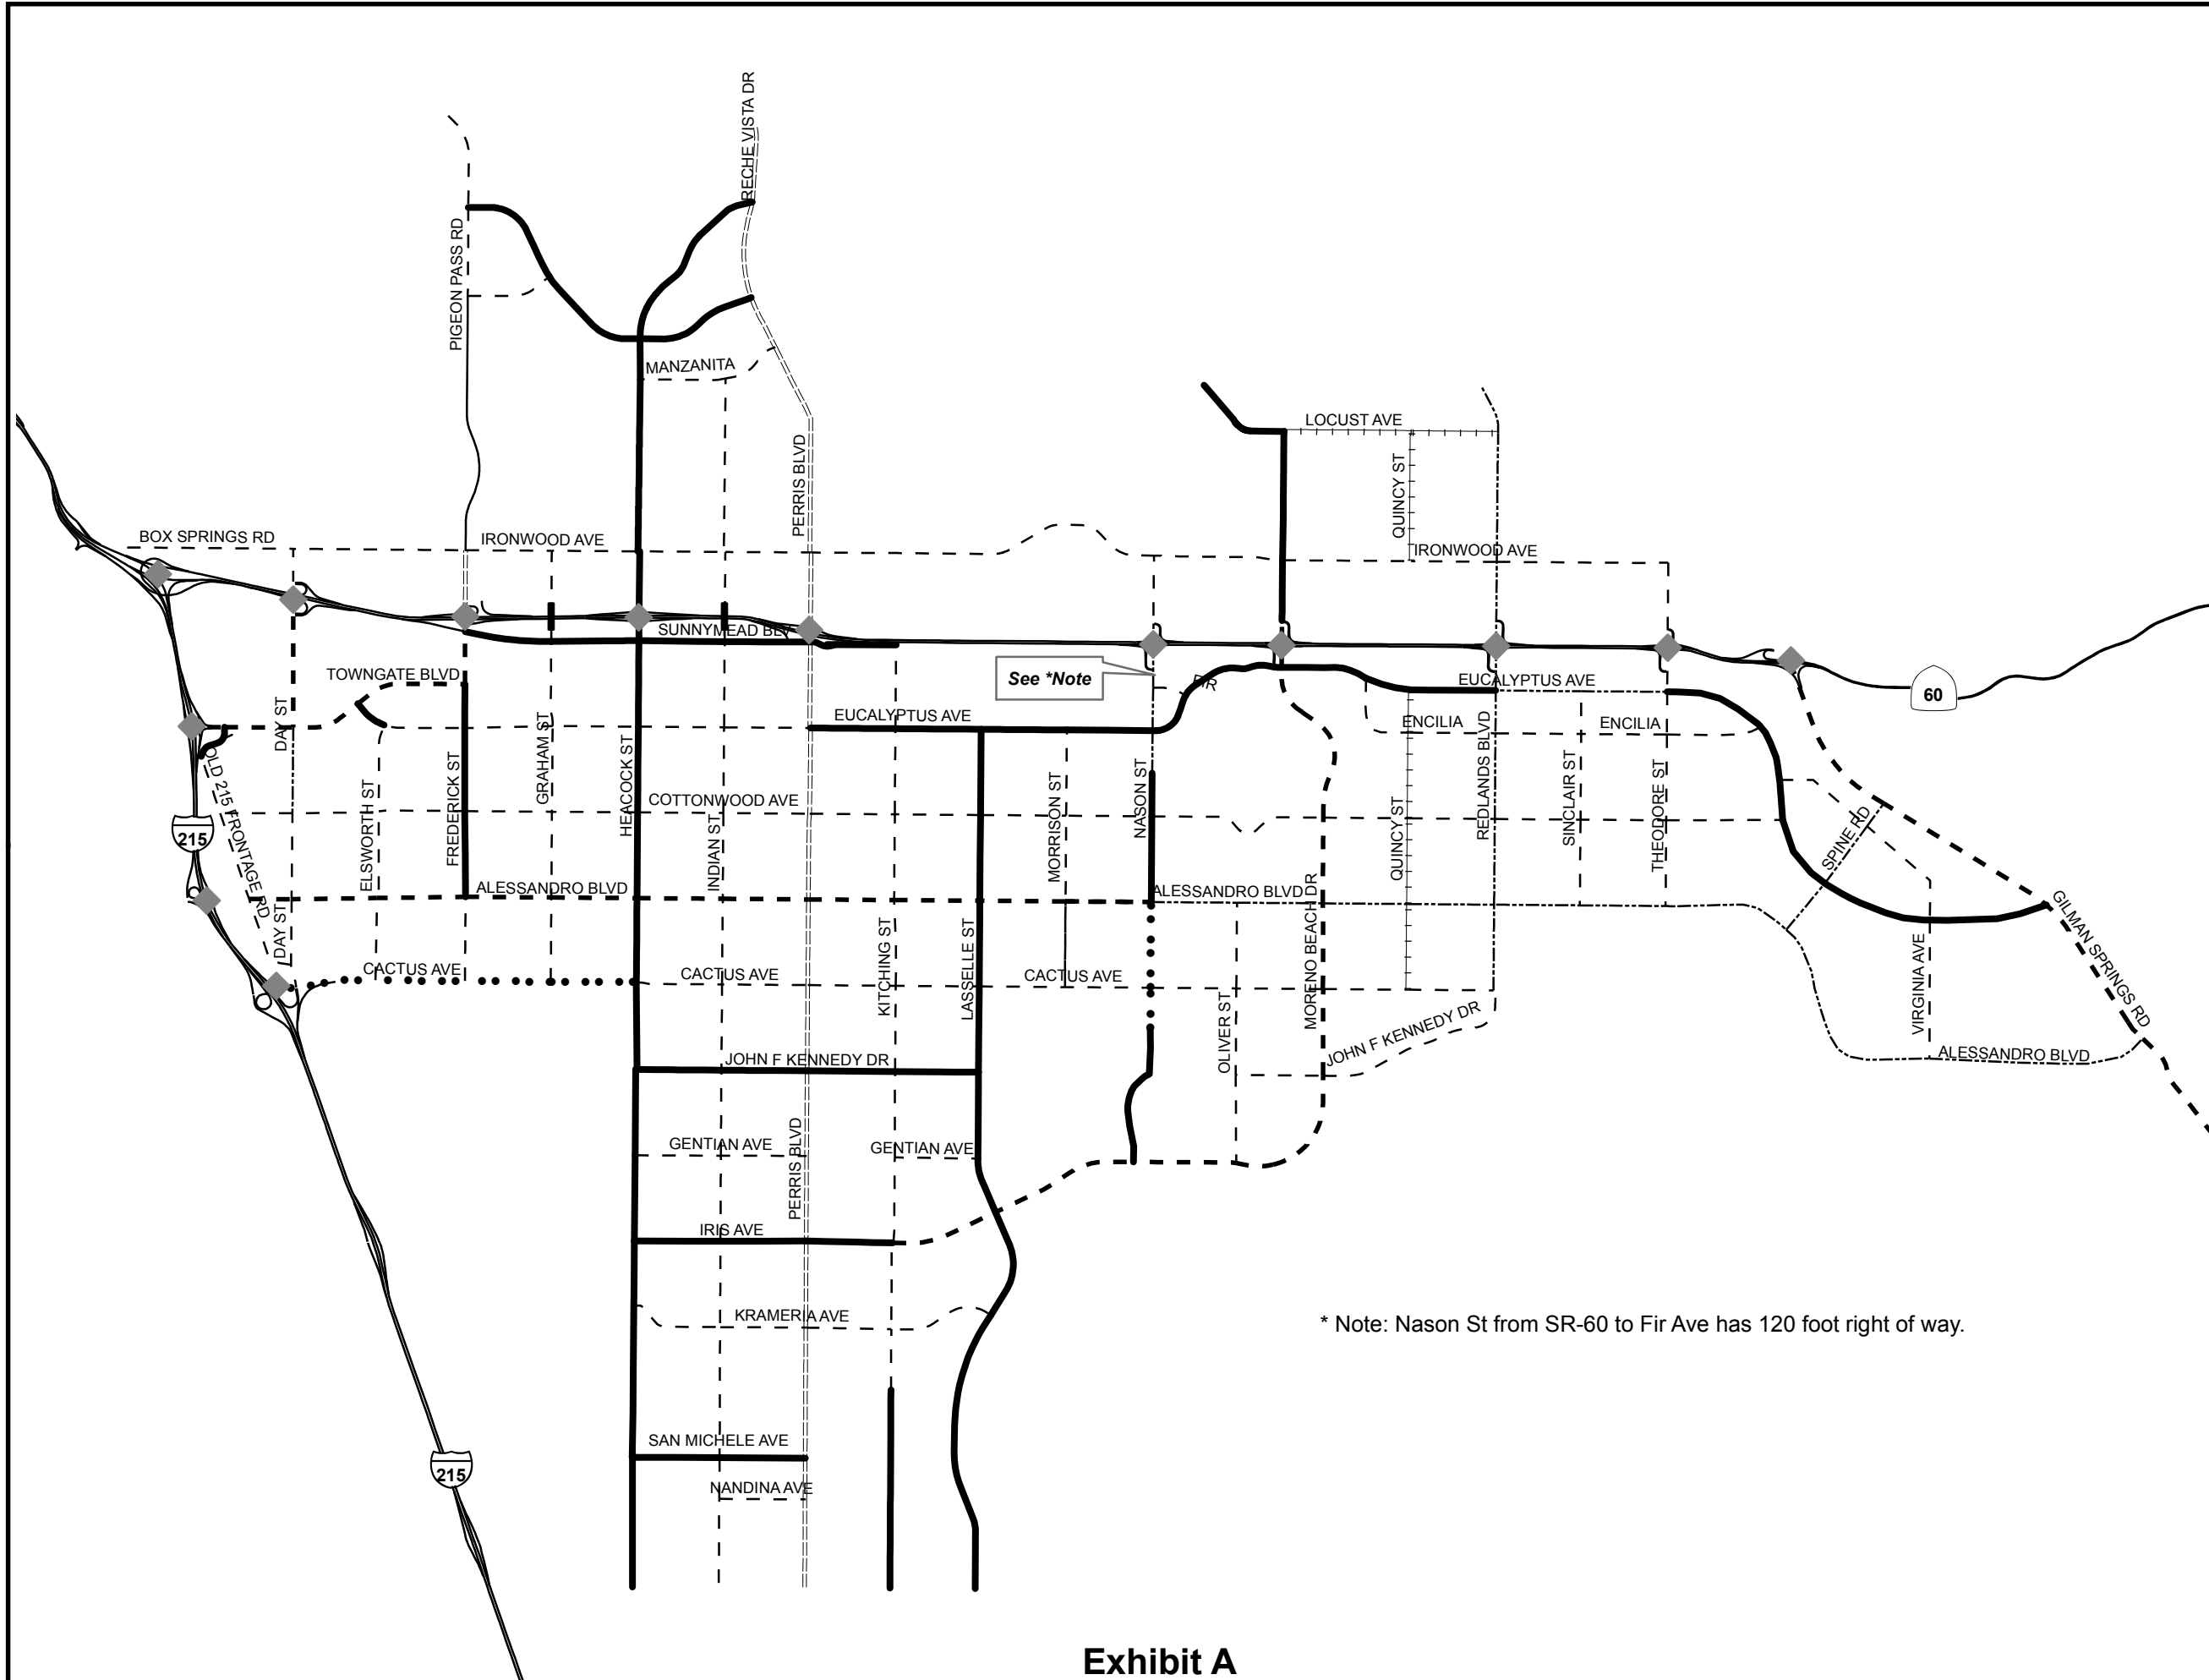 RECHE VISTA DR
PIGEON PASS RD
MANZANITA
LOCUST AVE
PERRIS BLVD
QUINCY ST
BOX SPRINGS RD
IRONWOOD AVE
IRONWOOD AVE
SUNNYMEAD BLV
See *Note
FIR
TOWNGATE BLVD
EUCALYPTUS AVE
60
DAY ST
EUCALYPTUS AVE
ENCILIA
ENCILIA
OLD 215 FRONTAGE RD
GRAHAM ST
HEACOCK ST
REDLANDS BLVD
ELSWORTH ST
FREDERICK ST
COTTONWOOD AVE
INDIAN ST
MORRISON ST
NASON ST
QUINCY ST
SINCLAIR ST
THEODORE ST
SPINE RD
215
ALESSANDRO BLVD
ALESSANDRO BLVD
MORENO BEACH DR
GILMAN SPRINGS RD
DAY ST
CACTUS AVE
CACTUS AVE
KITCHING ST
LASSELLE ST
CACTUS AVE
OLIVER ST
JOHN F KENNEDY DR
VIRGINIA AVE
ALESSANDRO BLVD
JOHN F KENNEDY DR
GENTIAN AVE
PERRIS BLVD
GENTIAN AVE
IRIS AVE
KRAMERIA AVE
* Note: Nason St from SR-60 to Fir Ave has 120 foot right of way.
SAN MICHELE AVE
215
NANDINA AVE
Exhibit A